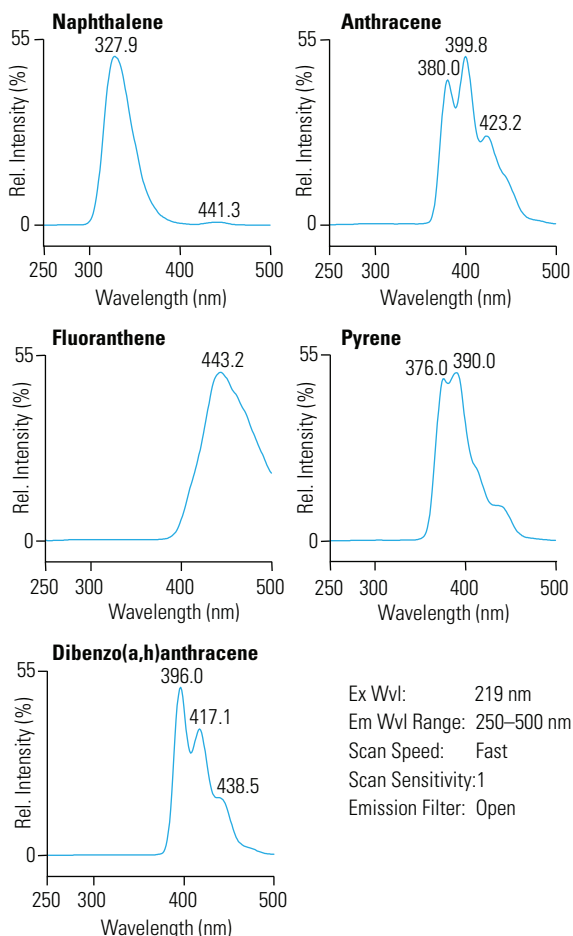 Naphthalene
55
327.9
441.3
Rel. Intensity (%)
0
250 300 400 500
Wavelength (nm)
Anthracene
55
399.8
380.0
423.2
Rel. Intensity (%)
0
250 300 400 500
Wavelength (nm)
Fluoranthene
55
443.2
Rel. Intensity (%)
0
250 300 400 500
Wavelength (nm)
Pyrene
55
376.0 390.0
Rel. Intensity (%)
0
250 300 400 500
Wavelength (nm)
Dibenzo(a,h)anthracene
55
396.0
417.1
438.5
Rel. Intensity (%)
0
250 300 400 500
Wavelength (nm)
Ex Wvl: 219 nm
Em Wvl Range: 250–500 nm
Scan Speed: Fast
Scan Sensitivity:1
Emission Filter: Open